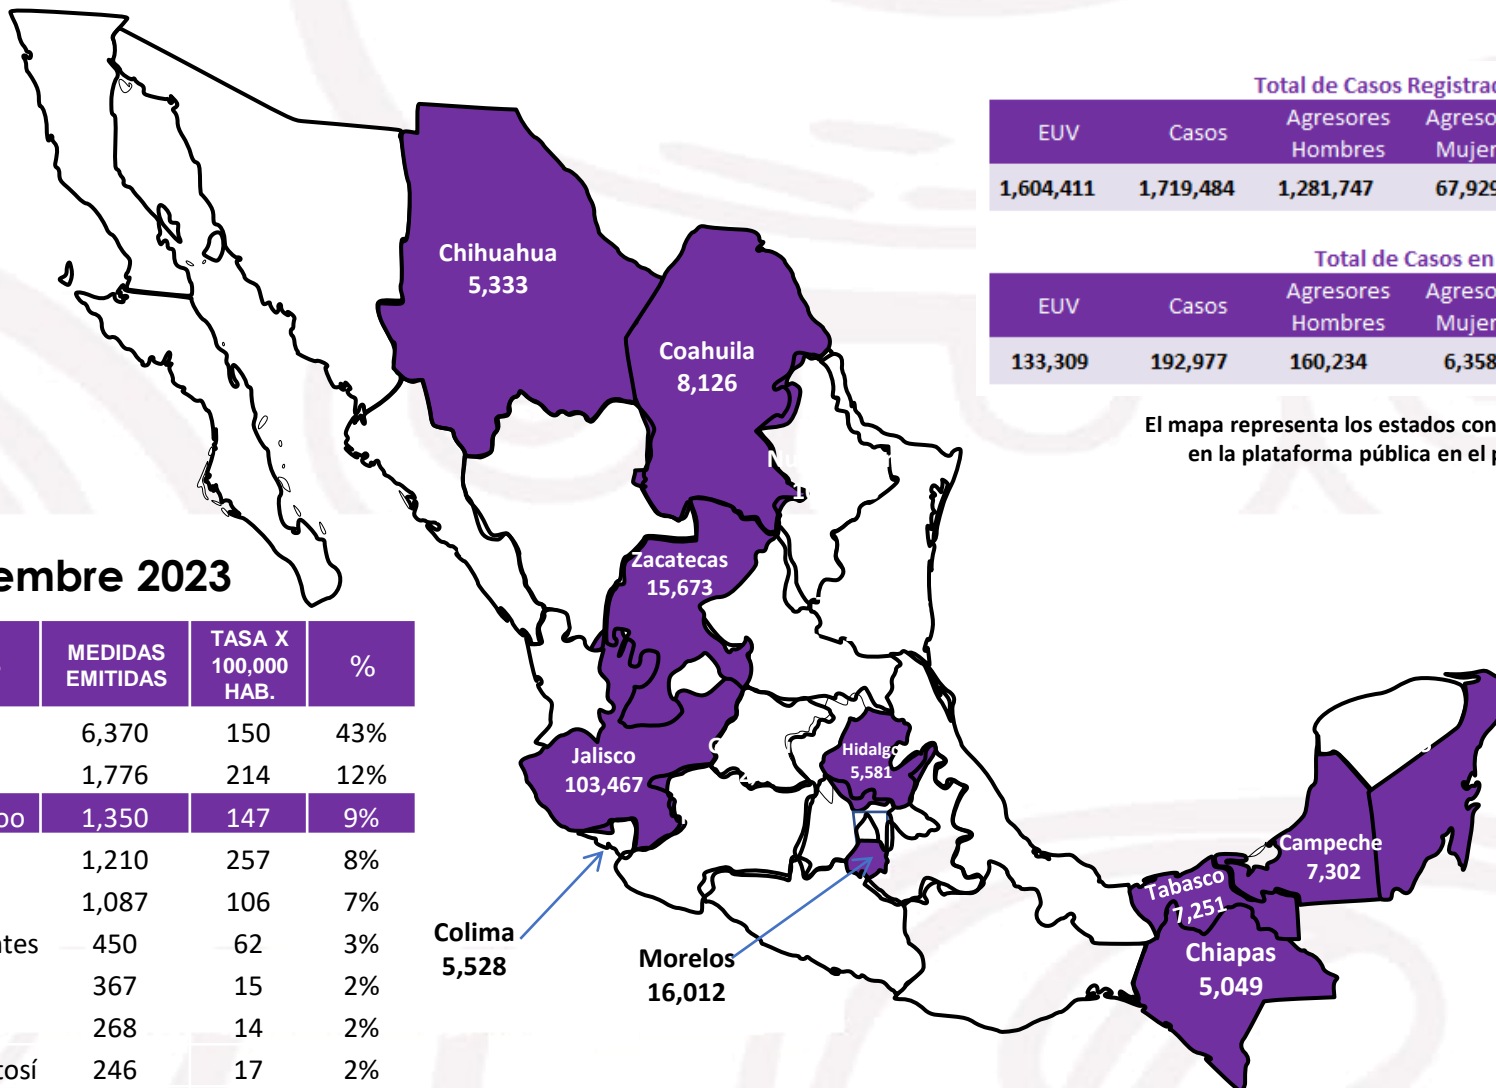 Total de Casos Registrad
EUV Casos Agresores Hombres Agreso Mujer
1,604,411 1,719,484 1,281,747 67,929
Total de Casos en
EUV Casos Agresores Hombres Agreso Mujer
133,309 192,977 160,234 6,358
El mapa representa los estados con
en la plataforma pública en el p
Chihuahua
5,333
Coahuila
8,126
Zacatecas
15,673
Jalisco
103,467
Hidalgo
5,581
Colima
5,528
Morelos
16,012
Campeche
7,302
Tabasco
7,251
Chiapas
5,049
embre 2023
MEDIDAS EMITIDAS TASA X 100,000 HAB. %
6,370 150 43%
1,776 214 12%
oo 1,350 147 9%
1,210 257 8%
1,087 106 7%
ntes 450 62 3%
367 15 2%
268 14 2%
tosí 246 17 2%